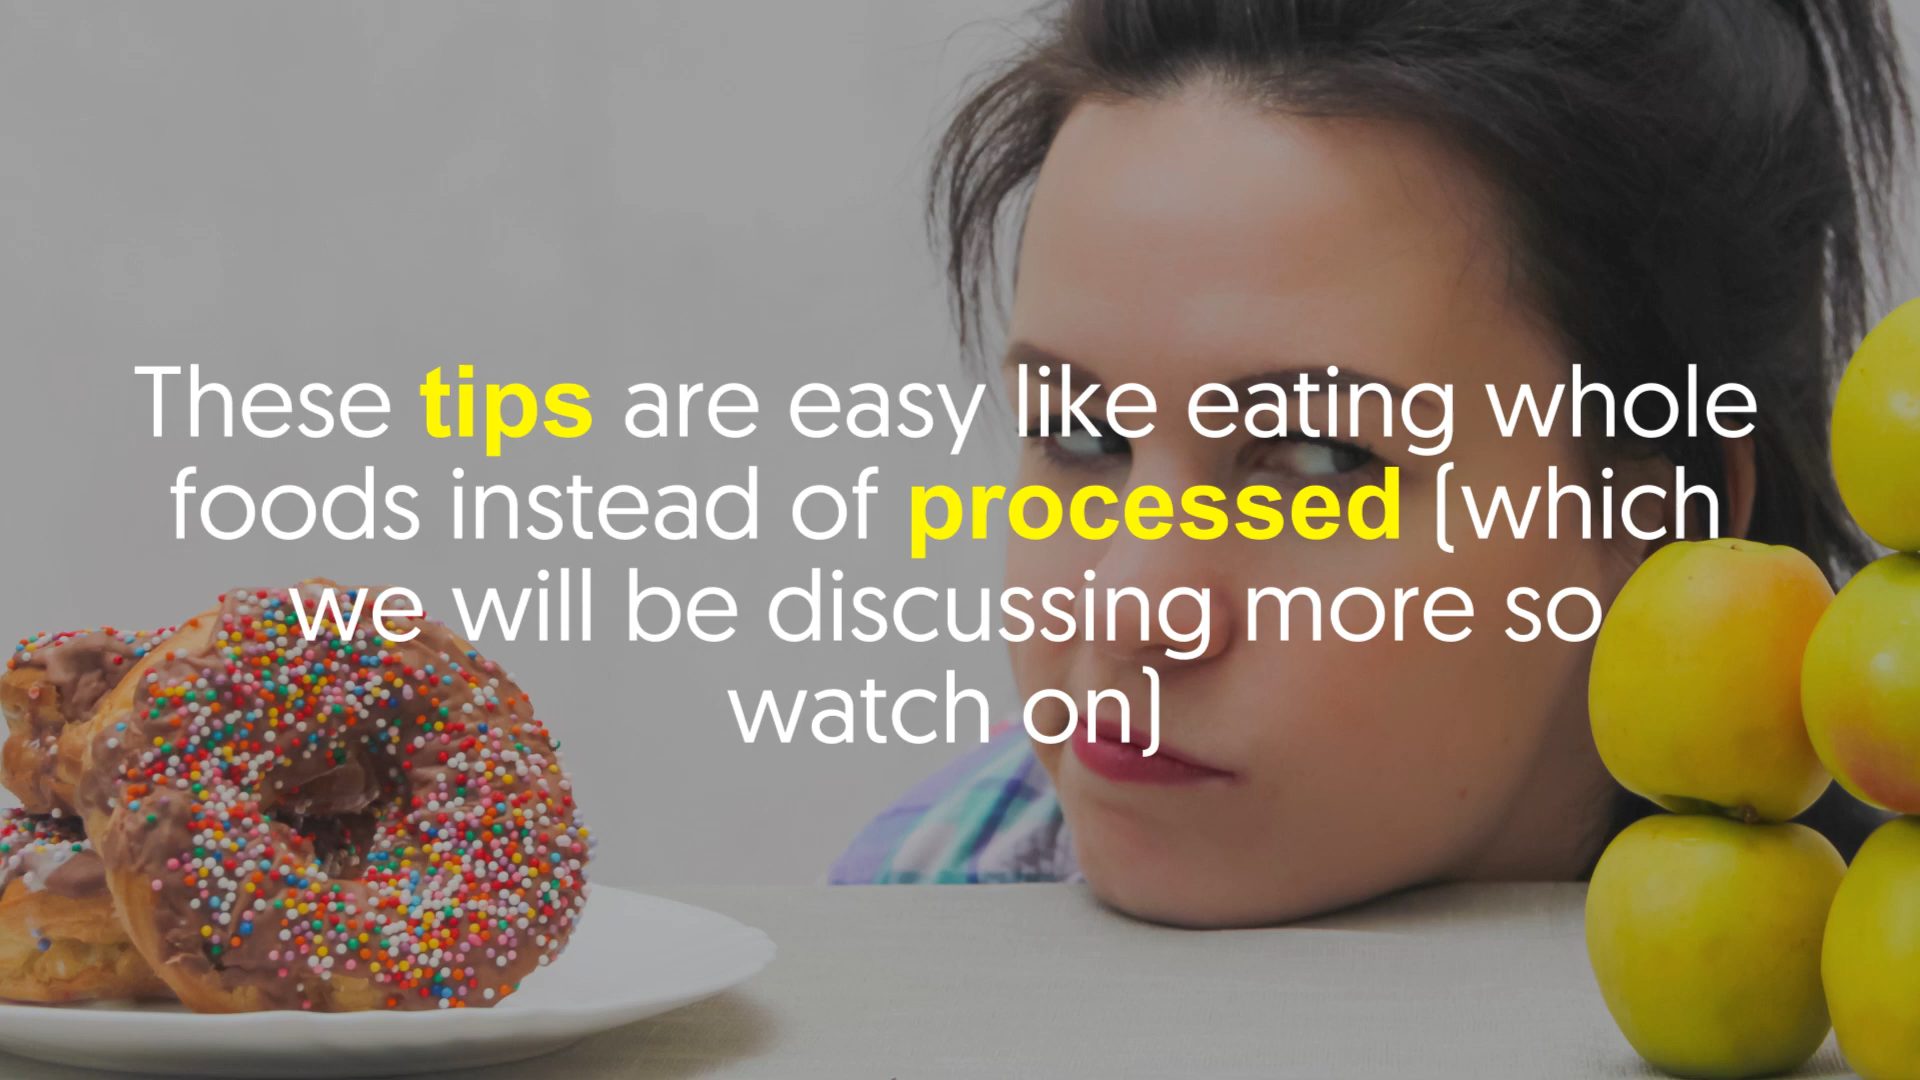 These tips are easy like eating whole
foods instead of processed (which
we will be discussing more so
watch on)